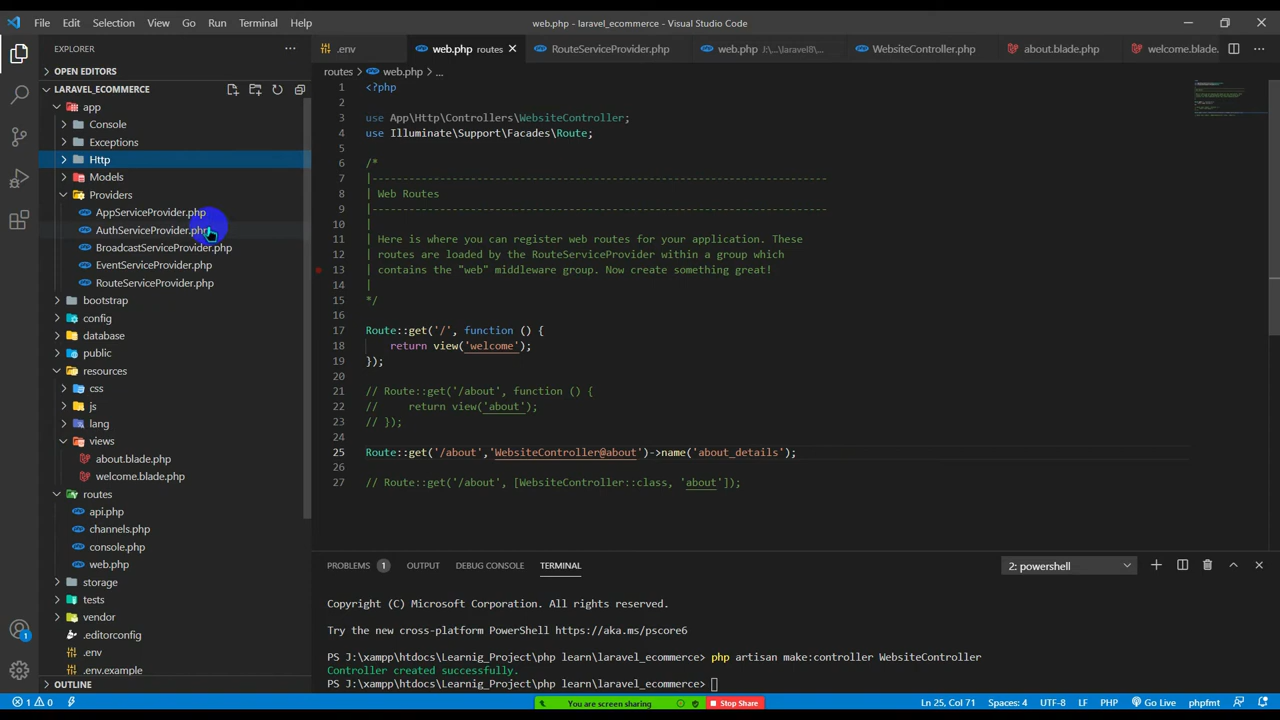 File Edit Selection View Go Run Terminal Help
web.php - laravel_ecommerce - Visual Studio Code
EXPLORER
.env
web.php routes
RouteServiceProvider.php
web.php J:\...\laravel8\...
WebsiteController.php
about.blade.php
welcome.blade.
OPEN EDITORS
LARAVEL_ECOMMERCE
app
Console
Exceptions
Http
Models
Providers
AppServiceProvider.php
AuthServiceProvider.php
BroadcastServiceProvider.php
EventServiceProvider.php
RouteServiceProvider.php
bootstrap
config
database
public
resources
css
js
lang
views
about.blade.php
welcome.blade.php
routes
api.php
channels.php
console.php
web.php
storage
tests
vendor
.editorconfig
.env
.env.example
OUTLINE
routes > web.php > ...
1 <?php
2
3 use App\Http\Controllers\WebsiteController;
4 use Illuminate\Support\Facades\Route;
5
6 /*
7 |--------------------------------------------------------------------------
8 | Web Routes
9 |--------------------------------------------------------------------------
10 |
11 | Here is where you can register web routes for your application. These
12 | routes are loaded by the RouteServiceProvider within a group which
13 | contains the "web" middleware group. Now create something great!
14 |
15 */
16
17 Route::get('/', function () {
18 return view('welcome');
19 });
20
21 // Route::get('/about', function () {
22 // return view('about');
23 // });
24
25 Route::get('/about','WebsiteController@about')->name('about_details');
26
27 // Route::get('/about', [WebsiteController::class, 'about']);
PROBLEMS 1 OUTPUT DEBUG CONSOLE TERMINAL
2: powershell
Copyright (C) Microsoft Corporation. All rights reserved.
Try the new cross-platform PowerShell https://aka.ms/pscore6
PS J:\xampp\htdocs\Learnig_Project\php learn\laravel_ecommerce> php artisan make:controller WebsiteController
Controller created successfully.
PS J:\xampp\htdocs\Learnig_Project\php learn\laravel_ecommerce>
1
1 0
You are screen sharing Stop Share
Ln 25, Col 71 Spaces: 4 UTF-8 LF PHP Go Live phpfmt